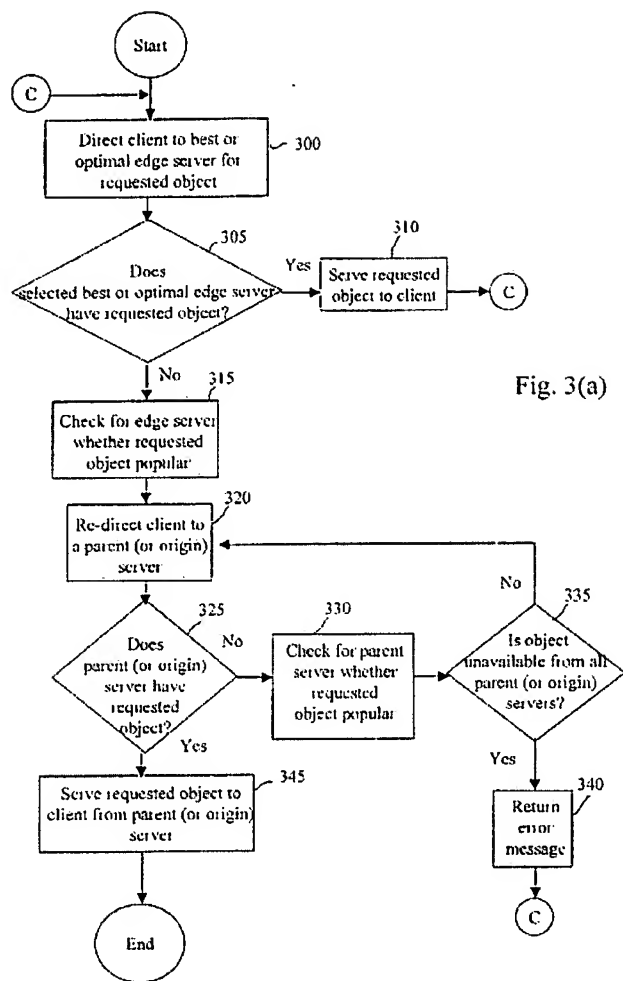 Start
C
Direct client to best or
optimal edge server for
requested object
300
305
Does
selected best or optimal edge server
have requested object?
Yes
310
Serve requested
object to client
C
No
315
Fig. 3(a)
Check for edge server
whether requested
object popular
320
Re-direct client to
a parent (or origin)
server
No
325
Does
parent (or origin)
server have
requested
object?
No
330
Check for parent
server whether
requested
object popular
335
Is object
unavailable from all
parent (or origin)
servers?
Yes
345
Serve requested object to
client from parent (or origin)
server
Yes
340
Return
error
message
C
End